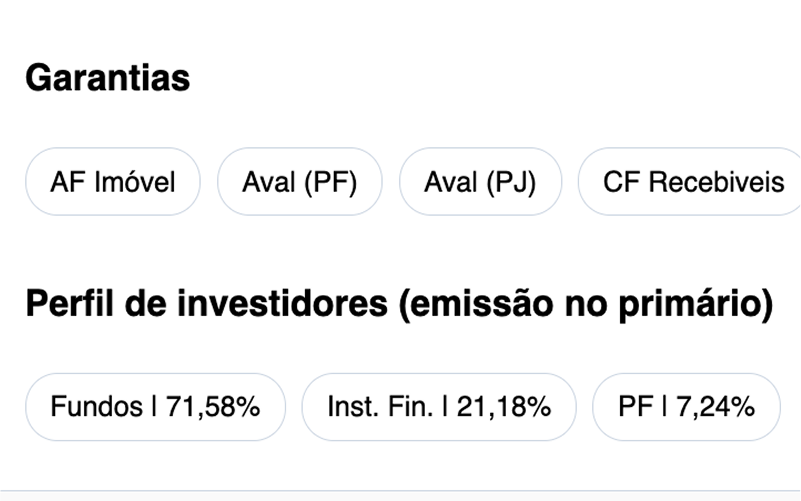 Garantias
AF Imóvel Aval (PF) Aval (PJ) CF Recebiveis
Perfil de investidores (emissão no primário)
Fundos | 71,58% Inst. Fin. | 21,18% PF | 7,24%